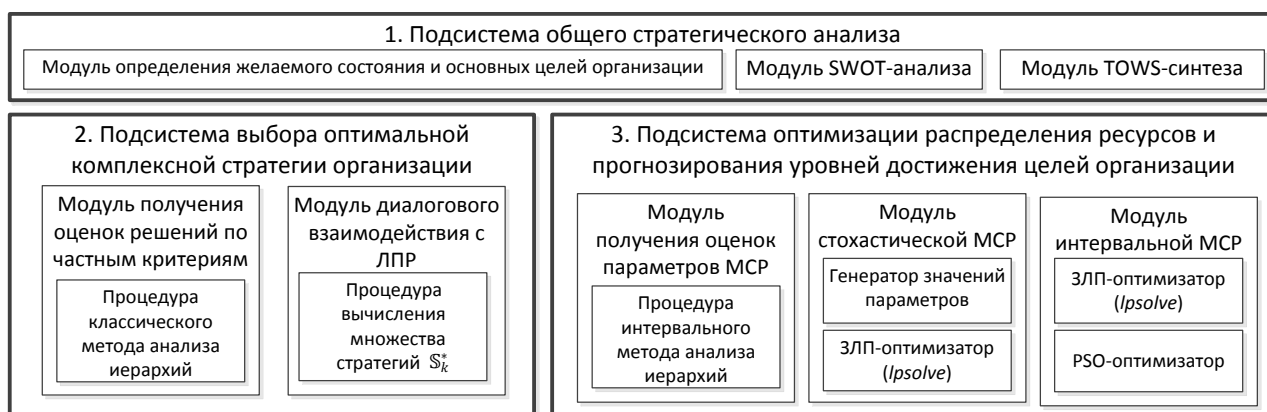 1. Подсистема общего стратегического анализа
Модуль определения желаемого состояния и основных целей организации
Модуль SWOT-анализа
Модуль TOWS-синтеза
2. Подсистема выбора оптимальной
комплексной стратегии организации
Модуль получения
оценок решений по
частным критериям
Процедура
классического
метода анализа
иерархий
Модуль диалогового
взаимодействия с
ЛПР
Процедура
вычисления
множества
стратегий 𝕊*ₖ
3. Подсистема оптимизации распределения ресурсов и
прогнозирования уровней достижения целей организации
Модуль
получения оценок
параметров МСР
Процедура
интервального
метода анализа
иерархий
Модуль
стохастической МСР
Генератор значений
параметров
ЗЛП-оптимизатор
(lpsolve)
Модуль
интервальной МСР
ЗЛП-оптимизатор
(lpsolve)
PSO-оптимизатор